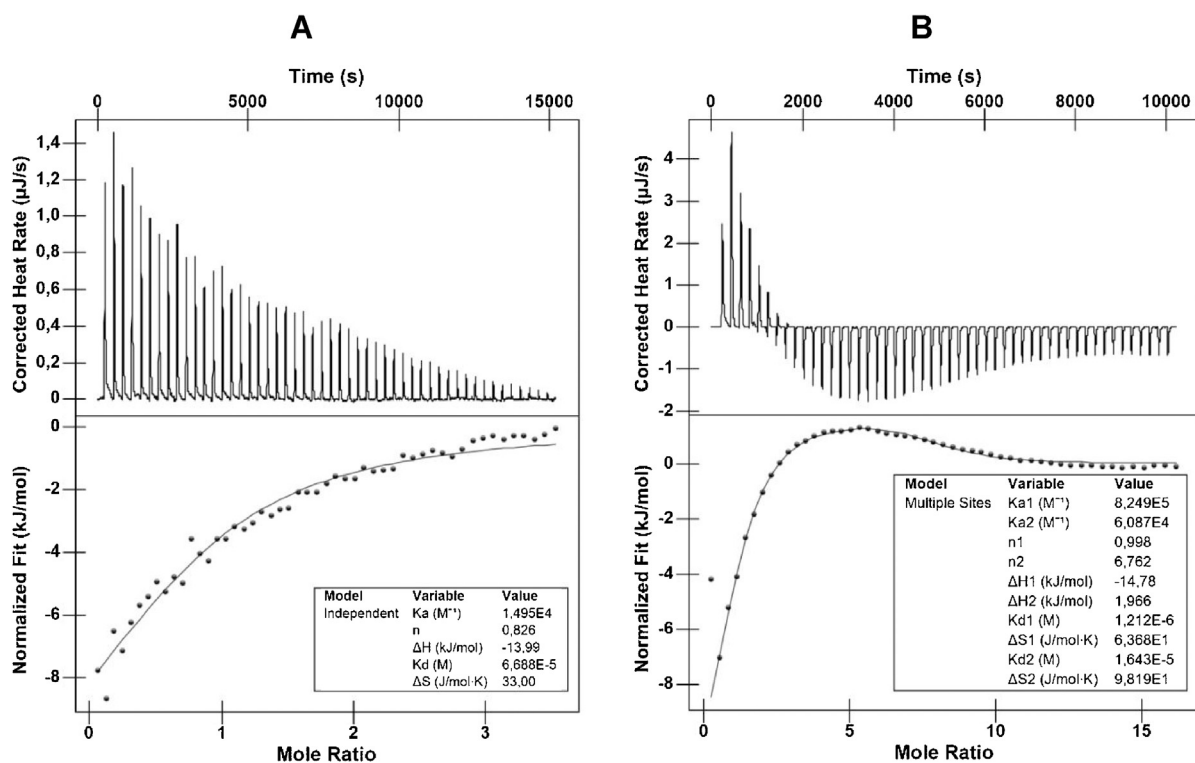 A
Time (s)
0 5000 10000 15000
Corrected Heat Rate (µJ/s)
1,4
1,2
1,0
0,8
0,6
0,4
0,2
0
Normalized Fit (kJ/mol)
0
-2
-4
-6
-8
Model Variable Value
Independent Ka (M⁻¹) 1,495E4
n 0,826
ΔH (kJ/mol) -13,99
Kd (M) 6,688E-5
ΔS (J/mol·K) 33,00
0 1 2 3
Mole Ratio
B
Time (s)
0 2000 4000 6000 8000 10000
Corrected Heat Rate (µJ/s)
4
3
2
1
0
-1
-2
Normalized Fit (kJ/mol)
0
-2
-4
-6
-8
Model Variable Value
Multiple Sites Ka1 (M⁻¹) 8,249E5
Ka2 (M⁻¹) 6,087E4
n1 0,998
n2 6,762
ΔH1 (kJ/mol) -14,78
ΔH2 (kJ/mol) 1,966
Kd1 (M) 1,212E-6
ΔS1 (J/mol·K) 6,368E1
Kd2 (M) 1,643E-5
ΔS2 (J/mol·K) 9,819E1
0 5 10 15
Mole Ratio